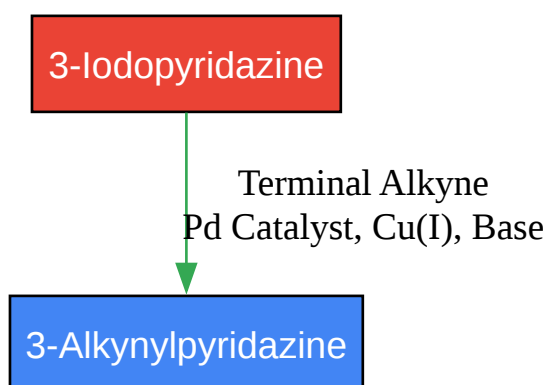 3-Iodopyridazine
Terminal Alkyne
Pd Catalyst, Cu(I), Base
3-Alkynylpyridazine